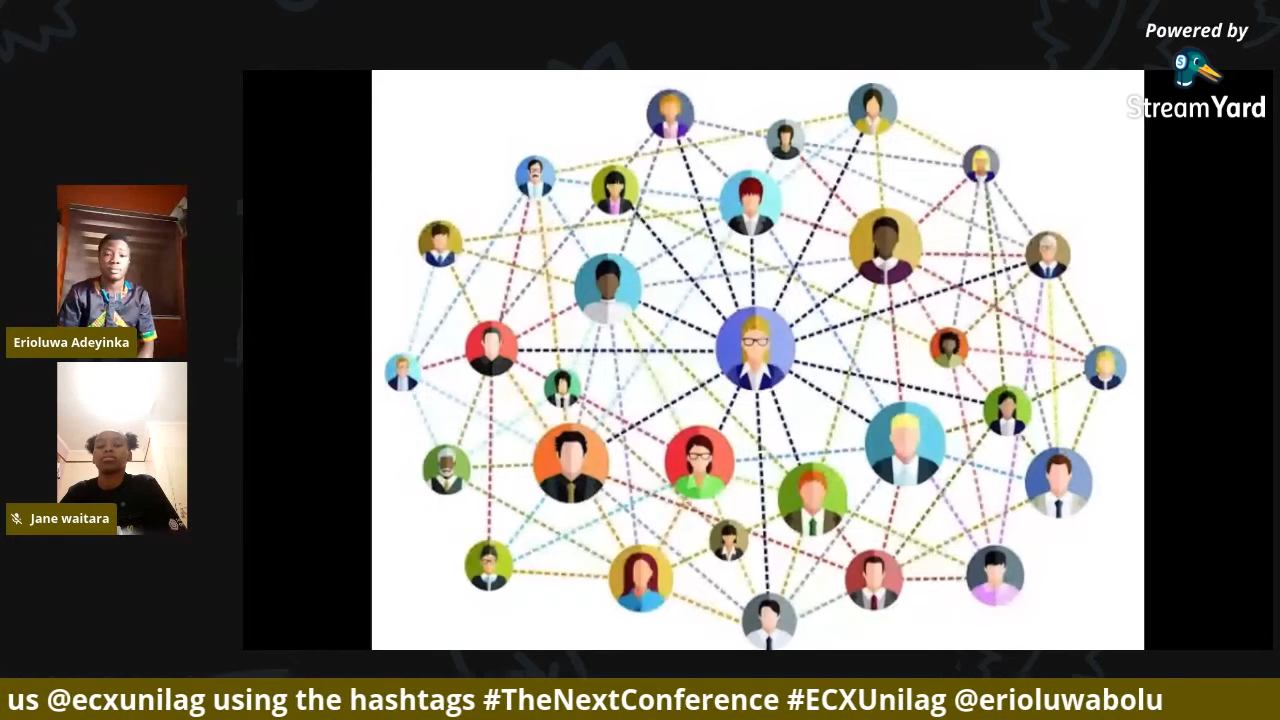 Powered by
StreamYard
Erioluwa Adeyinka
Jane waitara
us @ecxunilag using the hashtags #TheNextConference #ECXUnilag @erioluwabolu